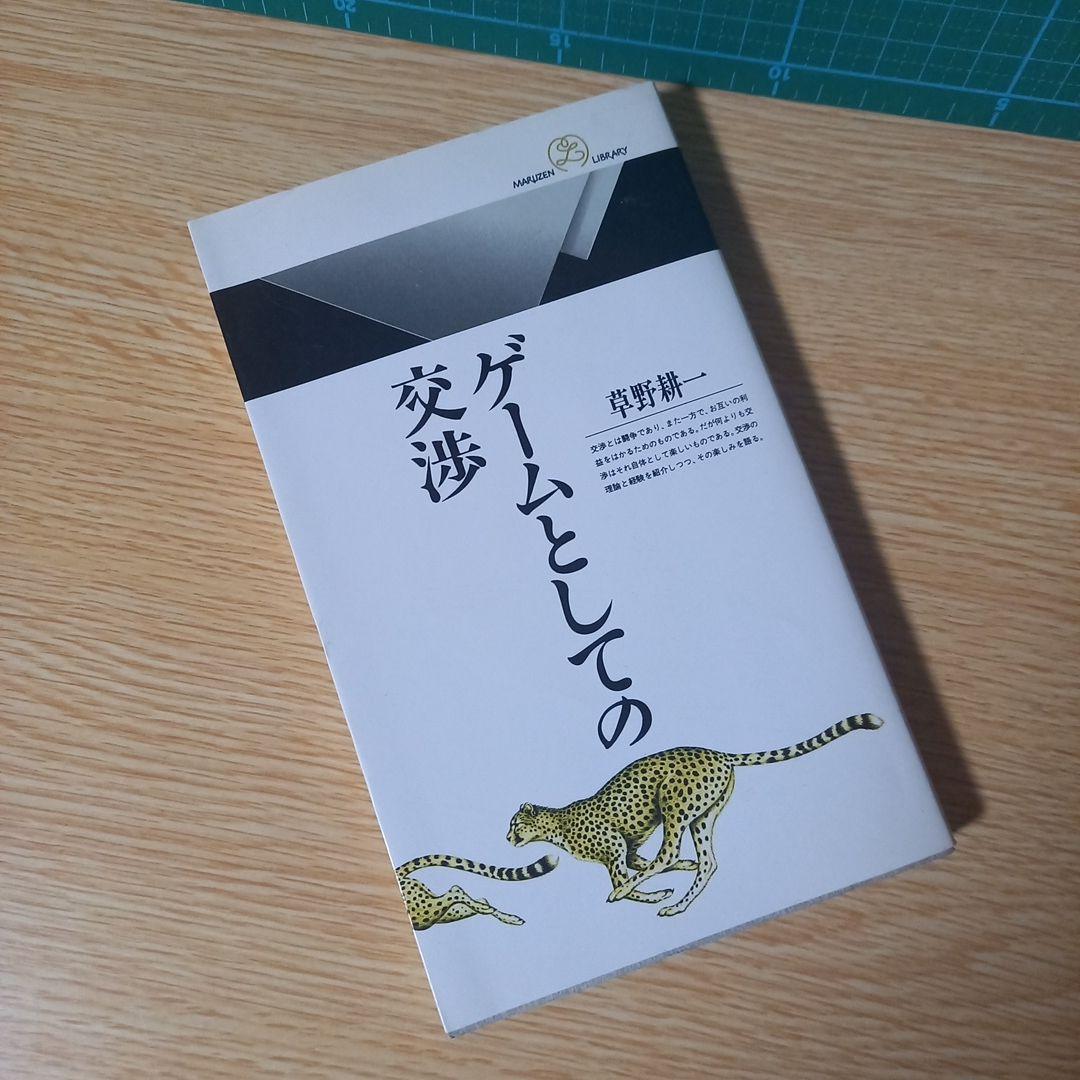 20
15
10
5
MARUZEN LIBRARY
ゲームとしての
交渉
草野耕一
交渉とは闘争であり、また一方で、お互いの利
益をはかるためのものである。だが何よりも交
渉はそれ自体として楽しいものである。交渉の
理論と経験を紹介しつつ、その楽しみを語る。